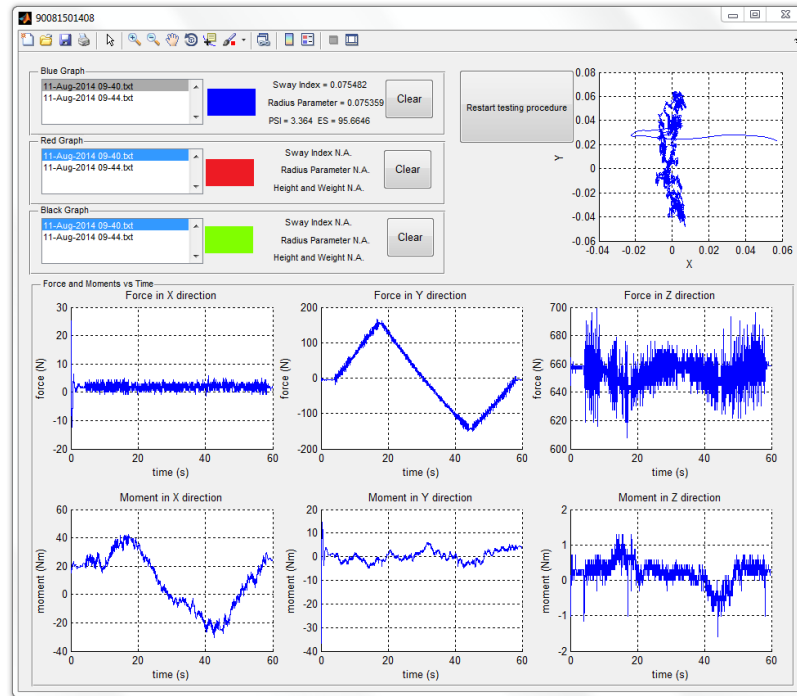 90081501408
Blue Graph
11-Aug-2014 09-40.txt
11-Aug-2014 09-44.txt
Sway Index = 0.075482
Radius Parameter = 0.075359
PSI = 3.364 ES = 95.6646
Clear
Restart testing procedure
Red Graph
11-Aug-2014 09-40.txt
11-Aug-2014 09-44.txt
Sway Index N.A.
Radius Parameter N.A.
Height and Weight N.A.
Clear
Black Graph
11-Aug-2014 09-40.txt
11-Aug-2014 09-44.txt
Sway Index N.A.
Radius Parameter N.A.
Height and Weight N.A.
Clear
0.08
0.06
0.04
0.02
0
-0.02
-0.04
-0.06
Y
-0.04 -0.02 0 0.02 0.04 0.06
X
Force and Moments vs Time
Force in X direction
30
20
10
0
-10
-20
force (N)
0 20 40 60
time (s)
Force in Y direction
200
100
0
-100
-200
force (N)
0 20 40 60
time (s)
Force in Z direction
700
680
660
640
620
600
force (N)
0 20 40 60
time (s)
Moment in X direction
60
40
20
0
-20
-40
moment (Nm)
0 20 40 60
time (s)
Moment in Y direction
20
10
0
-10
-20
-30
-40
moment (Nm)
0 20 40 60
time (s)
Moment in Z direction
2
1
0
-1
-2
moment (Nm)
0 20 40 60
time (s)